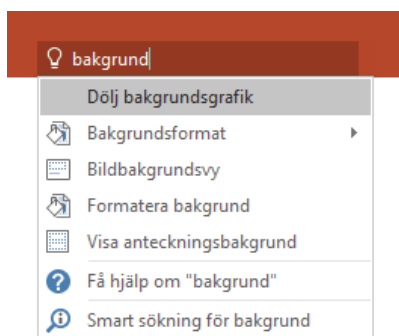 bakgrund
Dölj bakgrundsgrafik
Bakgrundsformat
Bildbakgrundsvy
Formatera bakgrund
Visa anteckningsbakgrund
Få hjälp om "bakgrund"
Smart sökning för bakgrund